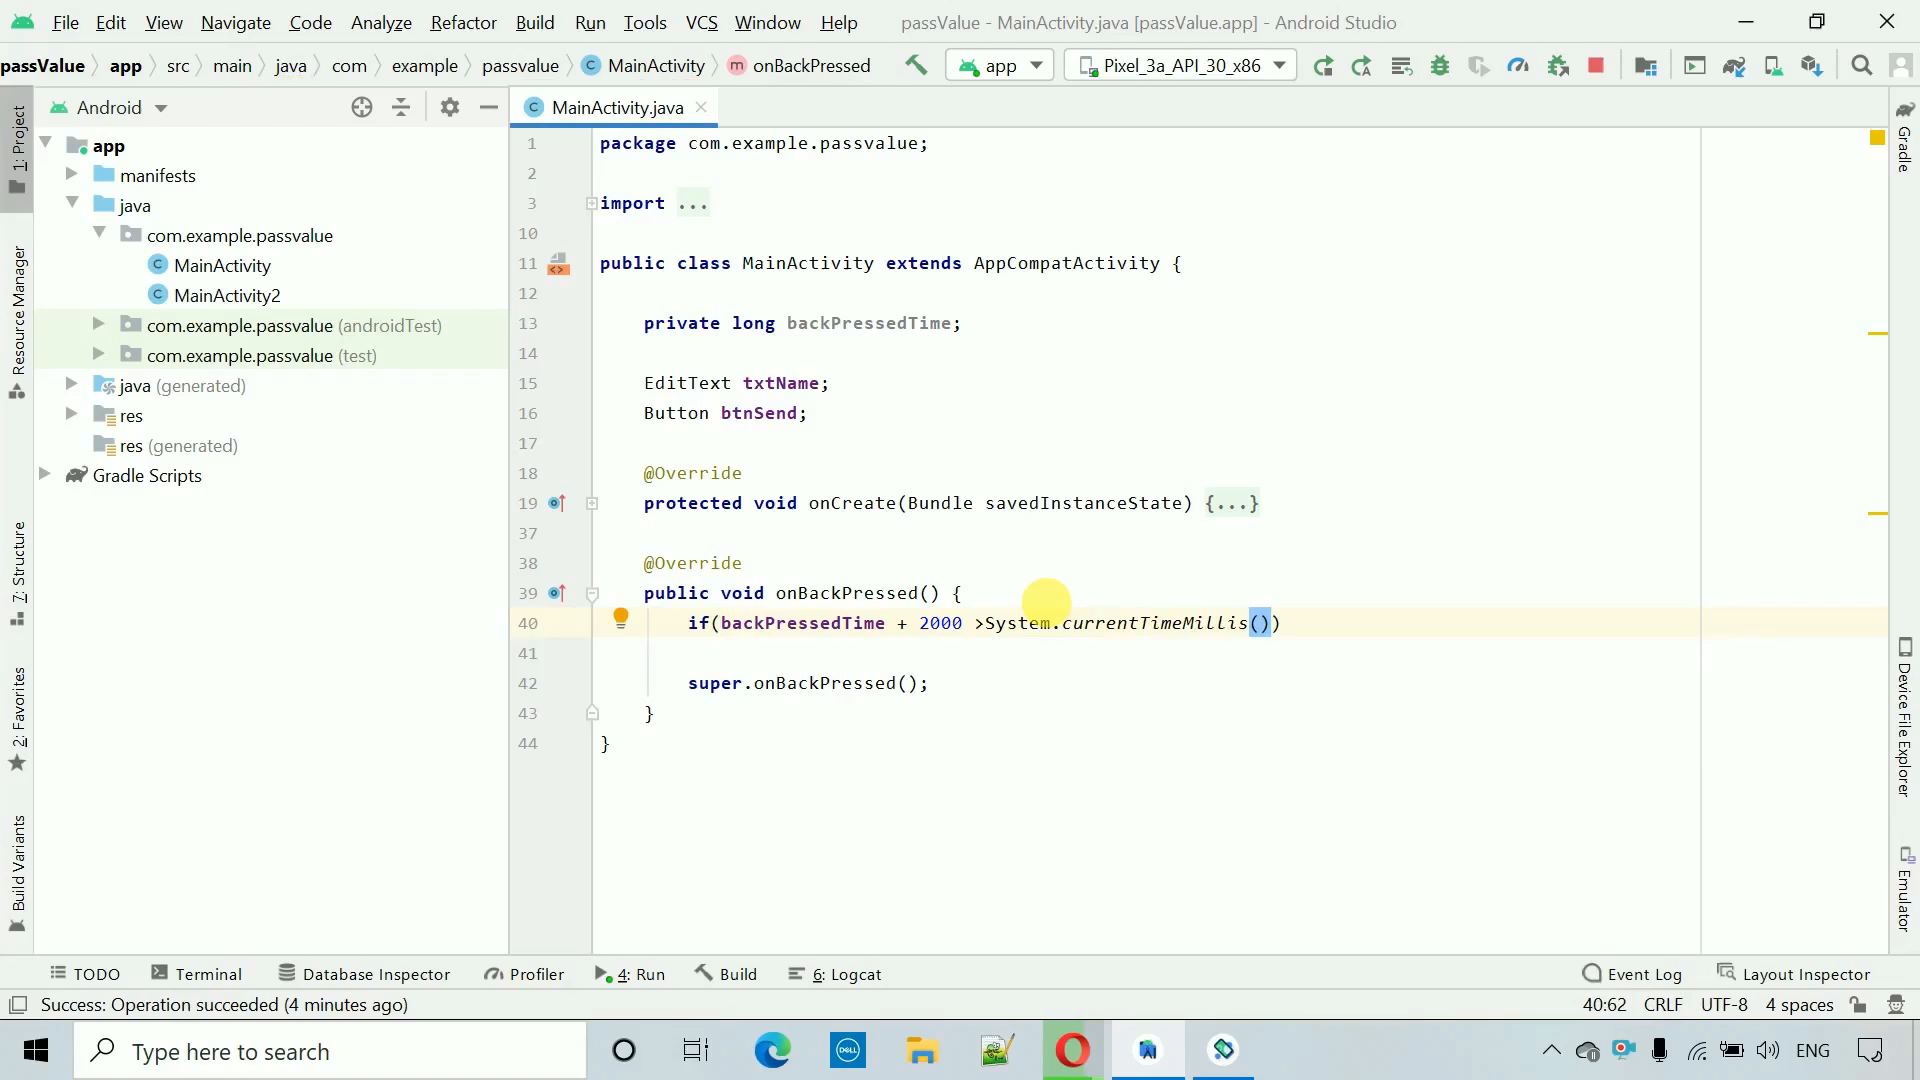 File Edit View Navigate Code Analyze Refactor Build Run Tools VCS Window Help passValue - MainActivity.java [passValue.app] - Android Studio
passValue app src main java com example passvalue MainActivity onBackPressed app Pixel_3a_API_30_x86
Android
MainActivity.java
app
manifests
java
com.example.passvalue
MainActivity
MainActivity2
com.example.passvalue (androidTest)
com.example.passvalue (test)
java (generated)
res
res (generated)
Gradle Scripts
1: Project
Resource Manager
7: Structure
2: Favorites
Build Variants
1 package com.example.passvalue;
2
3 import ...
10
11 public class MainActivity extends AppCompatActivity {
12
13 private long backPressedTime;
14
15 EditText txtName;
16 Button btnSend;
17
18 @Override
19 protected void onCreate(Bundle savedInstanceState) {...}
37
38 @Override
39 public void onBackPressed() {
40 if(backPressedTime + 2000 >System.currentTimeMillis())
41
42 super.onBackPressed();
43 }
44 }
Gradle
Device File Explorer
Emulator
TODO Terminal Database Inspector Profiler 4: Run Build 6: Logcat Event Log Layout Inspector
Success: Operation succeeded (4 minutes ago) 40:62 CRLF UTF-8 4 spaces
Type here to search DELL ENG